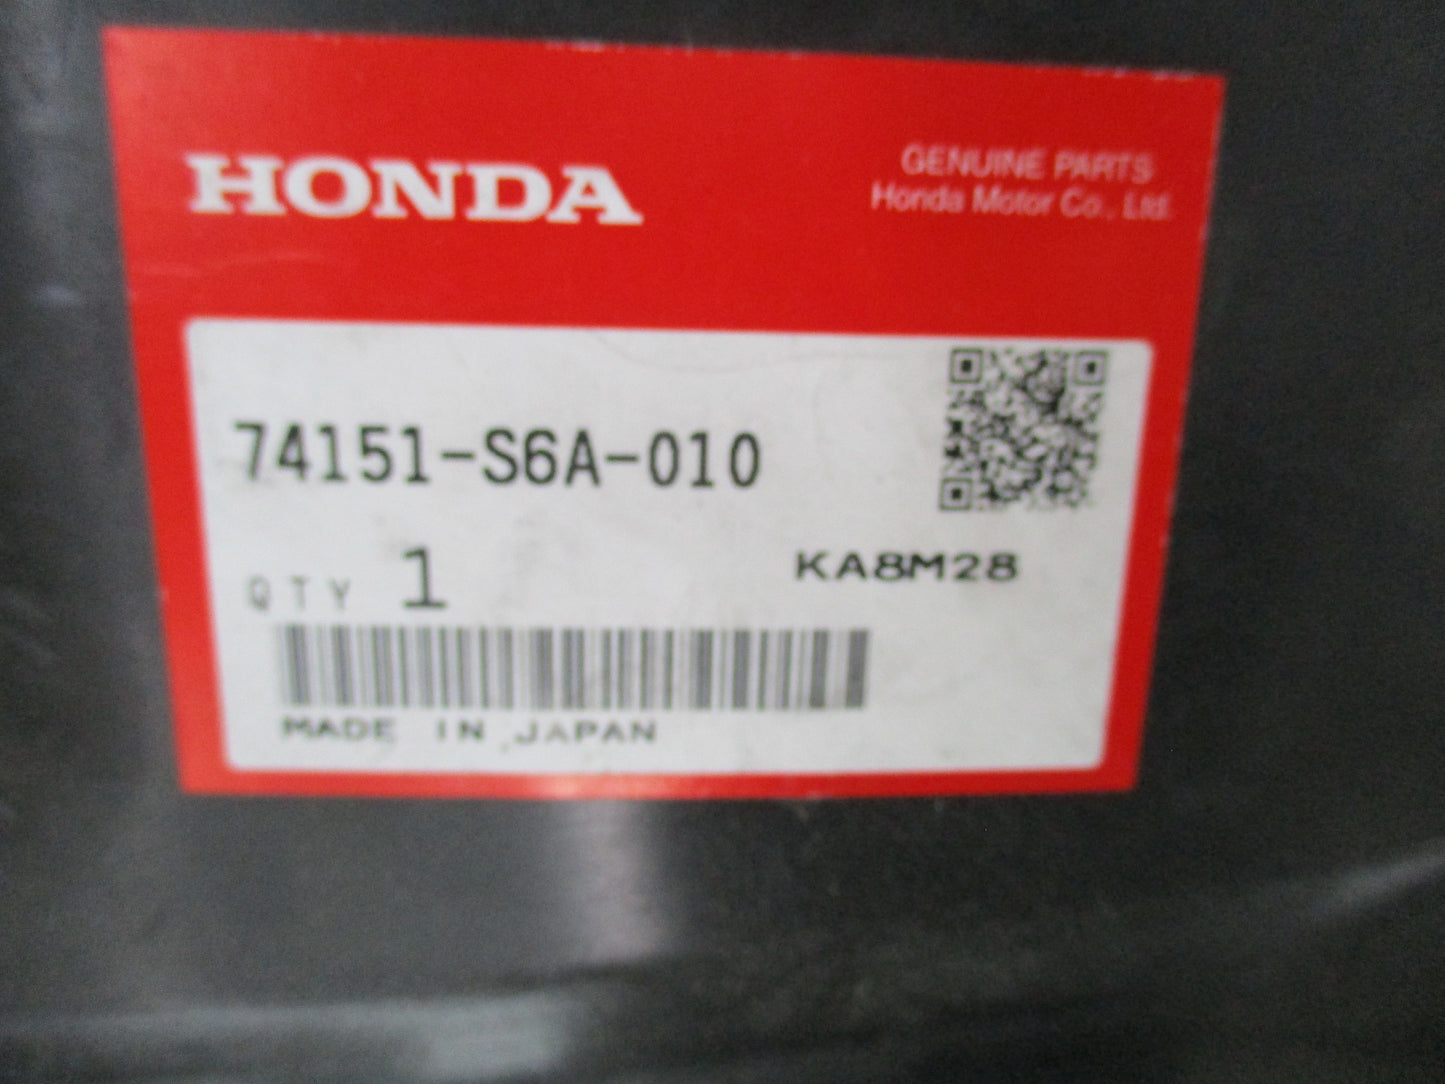 HONDA
GENUINE PARTS
Honda Motor Co., Ltd.
74151-S6A-010
QTY 1
KA8M28
MADE IN JAPAN